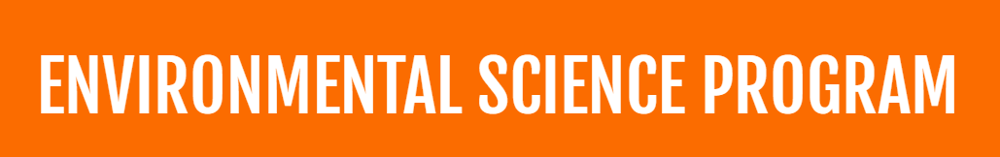 ENVIRONMENTAL SCIENCE PROGRAM